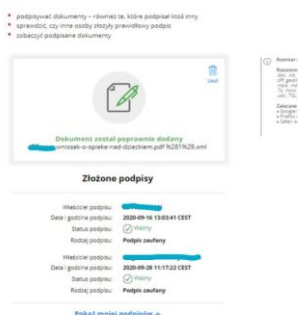 podpisywać dokumenty – również te, które podpisał ktoś inny
sprawdzić, czy inne osoby złożyły prawidłowy podpis
zobaczyć podpisane dokumenty
Usuń
Dokument został poprawnie dodany
wniosek-o-opieke-nad-dzieckiem.pdf %281%29.xml
Złożone podpisy
Właściciel podpisu:
Data i godzina podpisu: 2020-09-16 13:03:41 CEST
Status podpisu: Ważny
Rodzaj podpisu: Podpis zaufany
Właściciel podpisu:
Data i godzina podpisu: 2020-09-28 11:17:22 CEST
Status podpisu: Ważny
Rodzaj podpisu: Podpis zaufany
Pokaż mniej podpisów
Rozmiar